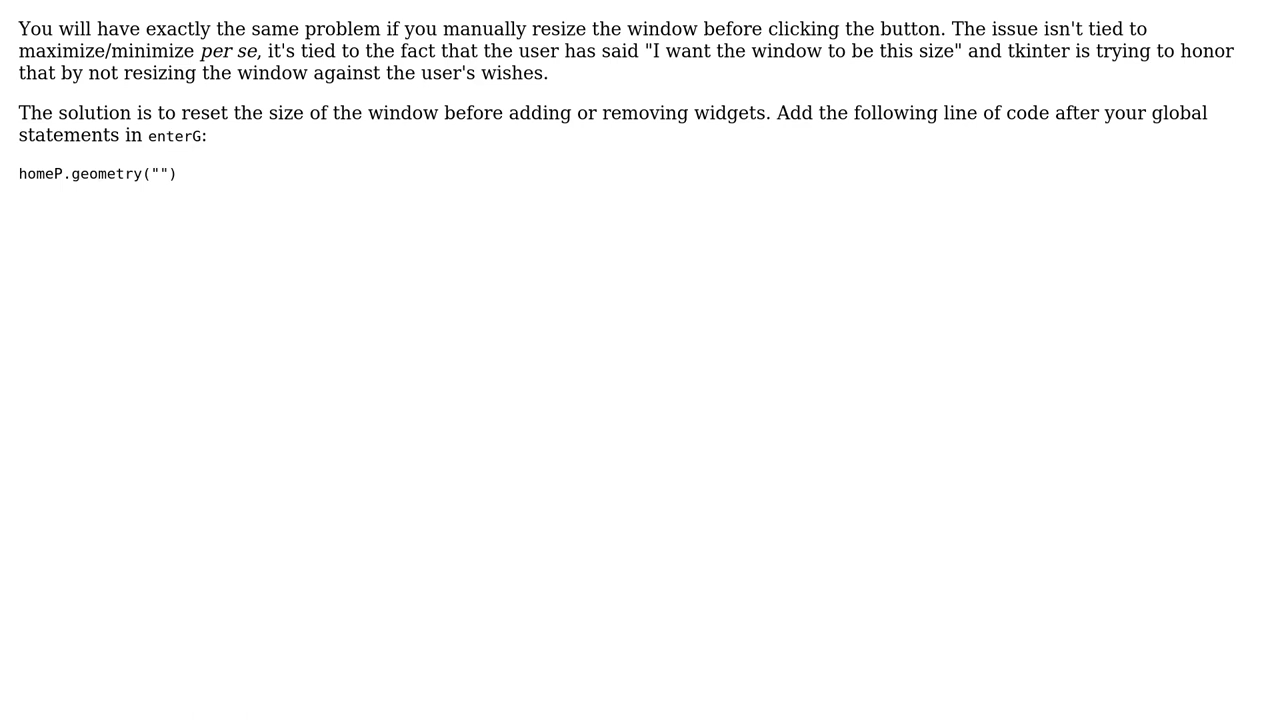 You will have exactly the same problem if you manually resize the window before clicking the button. The issue isn't tied to
maximize/minimize per se, it's tied to the fact that the user has said "I want the window to be this size" and tkinter is trying to honor
that by not resizing the window against the user's wishes.
The solution is to reset the size of the window before adding or removing widgets. Add the following line of code after your global
statements in enterG:
homeP.geometry("")